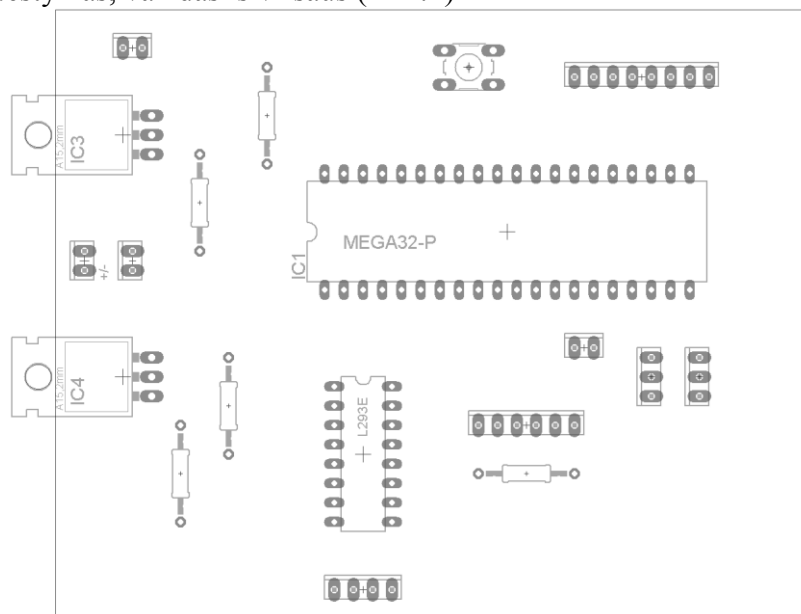 A15,2mm
IC3
MEGA32-P
IC1
+/-
A15,2mm
IC4
L293E